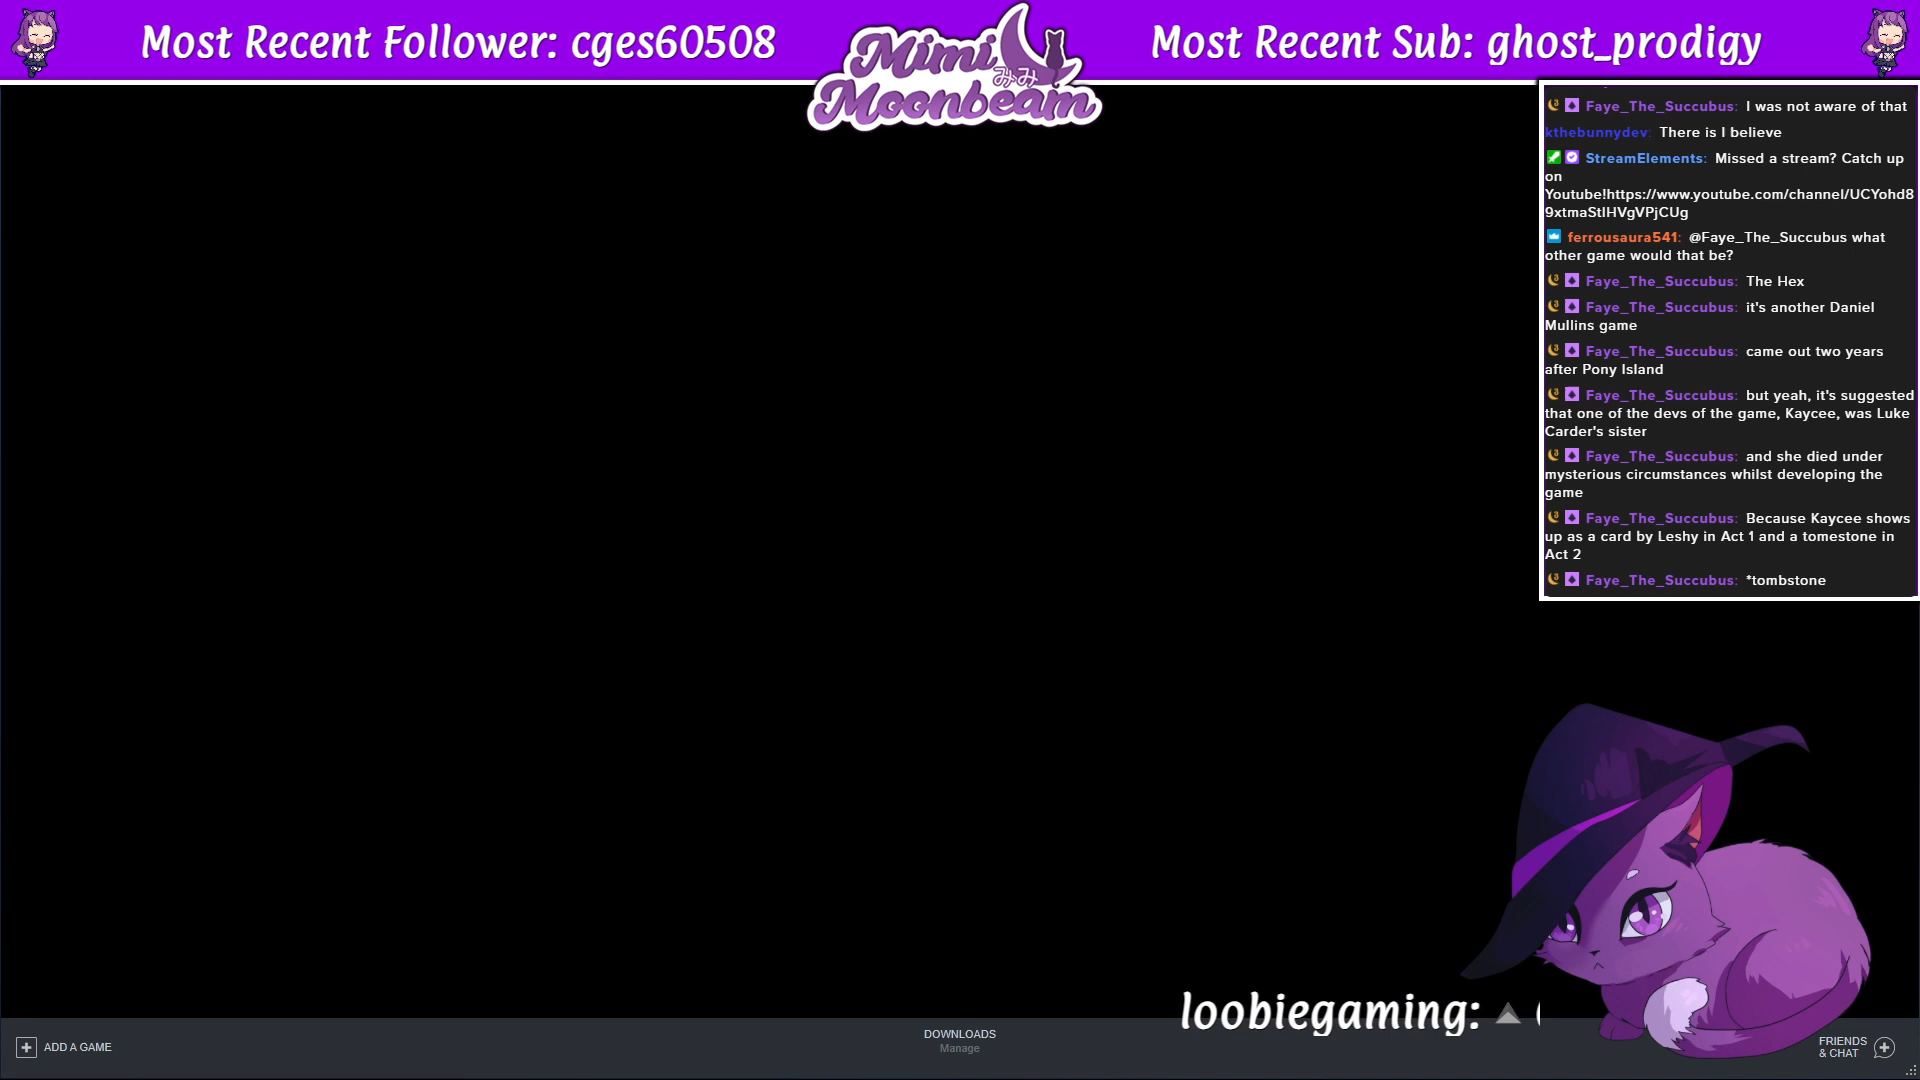 Most Recent Follower: cges60508
Mimi
みみ
Moonbeam
Most Recent Sub: ghost_prodigy
Faye_The_Succubus: I was not aware of that
kthebunnydev: There is I believe
StreamElements: Missed a stream? Catch up
on
Youtube!https://www.youtube.com/channel/UCYohd8
9xtmaStlHVgVPjCUg
ferrousaura541: @Faye_The_Succubus what
other game would that be?
Faye_The_Succubus: The Hex
Faye_The_Succubus: it's another Daniel
Mullins game
Faye_The_Succubus: came out two years
after Pony Island
Faye_The_Succubus: but yeah, it's suggested
that one of the devs of the game, Kaycee, was Luke
Carder's sister
Faye_The_Succubus: and she died under
mysterious circumstances whilst developing the
game
Faye_The_Succubus: Because Kaycee shows
up as a card by Leshy in Act 1 and a tomestone in
Act 2
Faye_The_Succubus: *tombstone
loobiegaming:
ADD A GAME
DOWNLOADS
Manage
FRIENDS
& CHAT